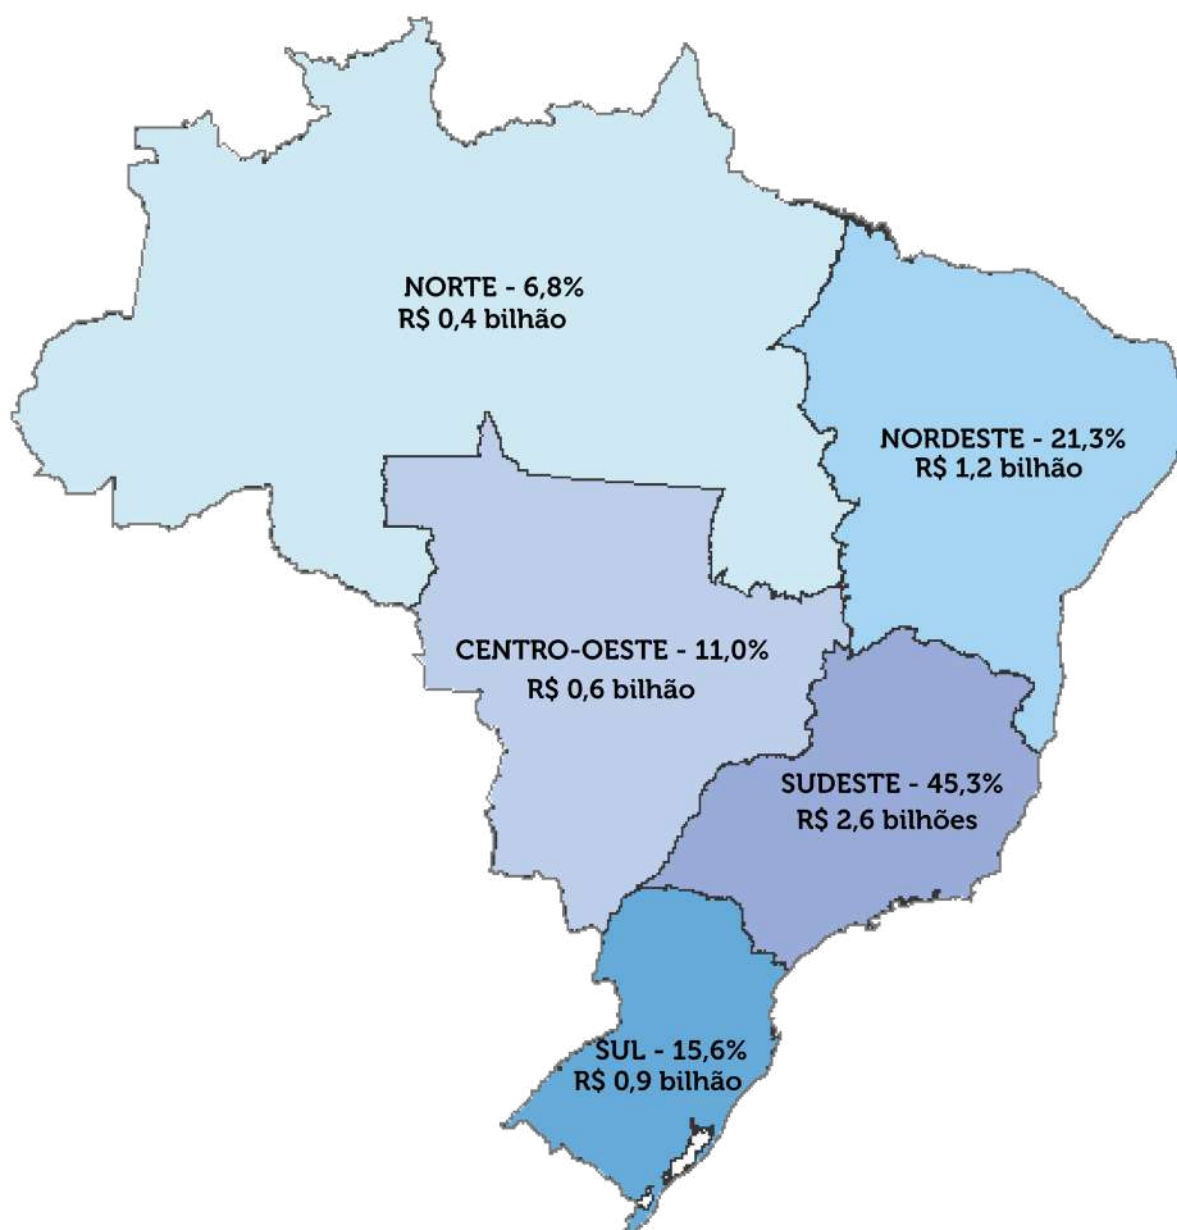 NORTE - 6,8%
R$ 0,4 bilhão
NORDESTE - 21,3%
R$ 1,2 bilhão
CENTRO-OESTE - 11,0%
R$ 0,6 bilhão
SUDESTE - 45,3%
R$ 2,6 bilhões
SUL - 15,6%
R$ 0,9 bilhão